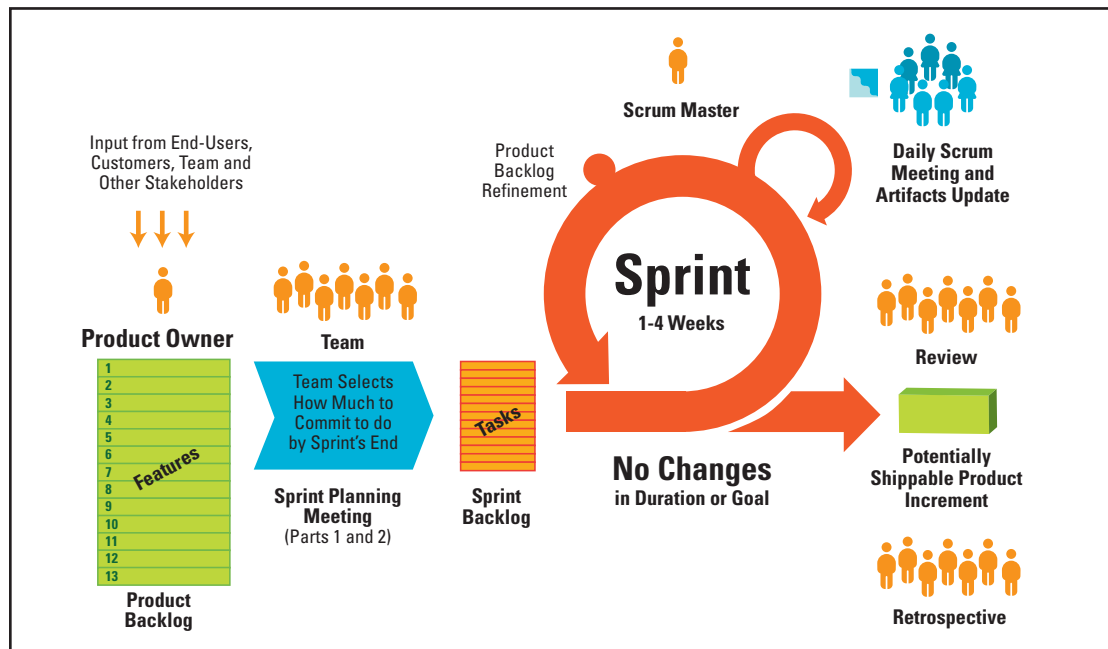 Input from End-Users,
Customers, Team and
Other Stakeholders
Product Owner
1
2
3
4
5
6
7
8
9
10
11
12
13
Features
Product
Backlog
Team
Team Selects
How Much to
Commit to do
by Sprint's End
Sprint Planning
Meeting
(Parts 1 and 2)
Tasks
Sprint
Backlog
Product
Backlog
Refinement
Scrum Master
Sprint
1-4 Weeks
No Changes
in Duration or Goal
Daily Scrum
Meeting and
Artifacts Update
Review
Potentially
Shippable Product
Increment
Retrospective